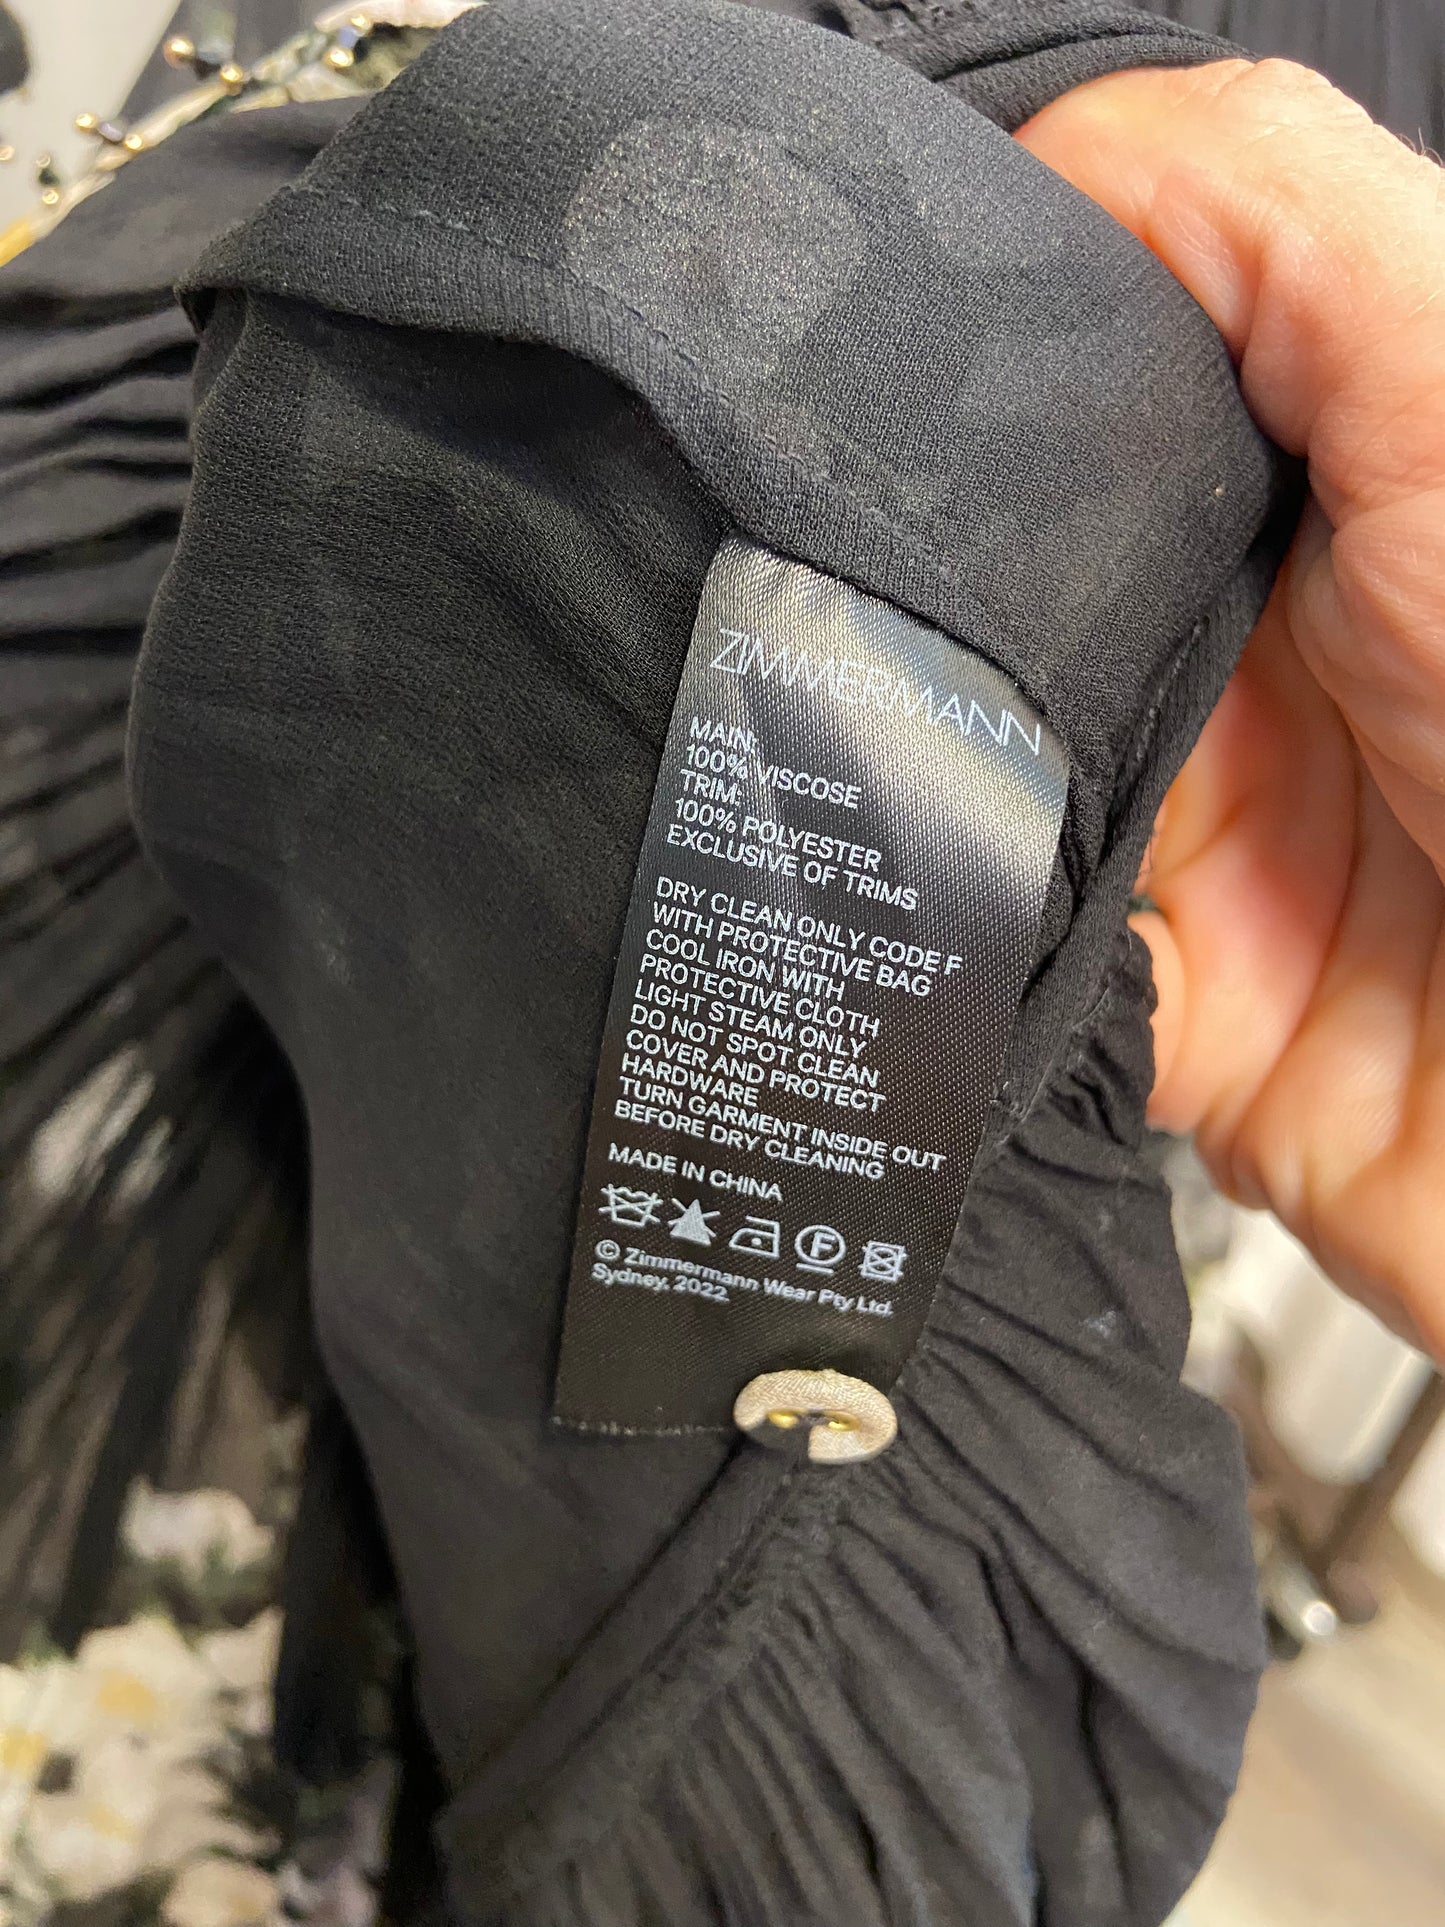 ZIMMERMANN
MAIN:
100% VISCOSE
TRIM:
100% POLYESTER
EXCLUSIVE OF TRIMS
DRY CLEAN ONLY CODE F
WITH PROTECTIVE BAG
COOL IRON WITH
PROTECTIVE CLOTH
LIGHT STEAM ONLY
DO NOT SPOT CLEAN
COVER AND PROTECT
HARDWARE
TURN GARMENT INSIDE OUT
BEFORE DRY CLEANING
MADE IN CHINA
F
© Zimmermann Wear Pty Ltd.
Sydney. 2022